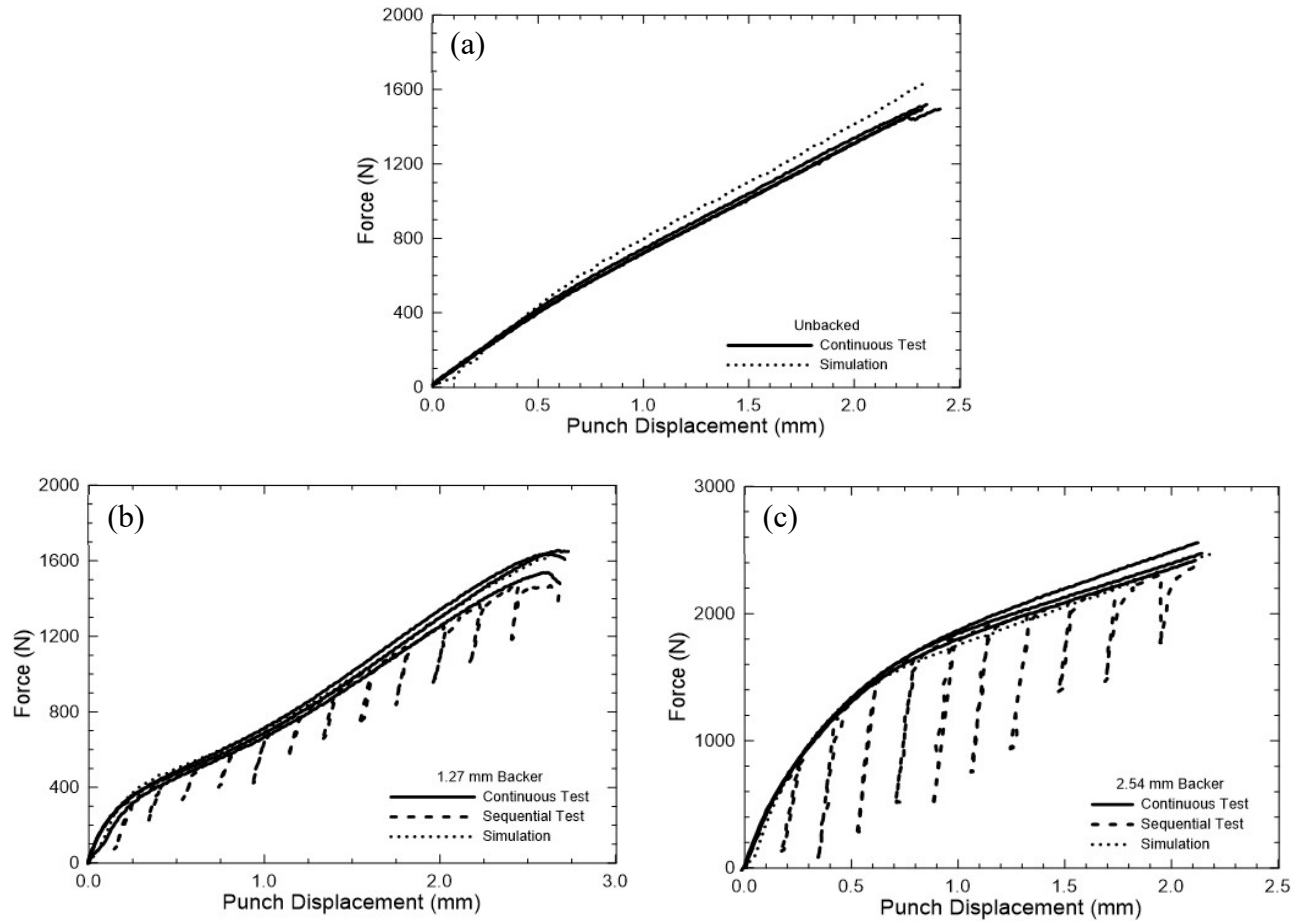 (a)
2000
1600
1200
800
400
0
Force (N)
Unbacked
Continuous Test
Simulation
0.0 0.5 1.0 1.5 2.0 2.5
Punch Displacement (mm)
(b)
2000
1600
1200
800
400
0
Force (N)
1.27 mm Backer
Continuous Test
Sequential Test
Simulation
0.0 1.0 2.0 3.0
Punch Displacement (mm)
(c)
3000
2000
1000
0
Force (N)
2.54 mm Backer
Continuous Test
Sequential Test
Simulation
0.0 0.5 1.0 1.5 2.0 2.5
Punch Displacement (mm)